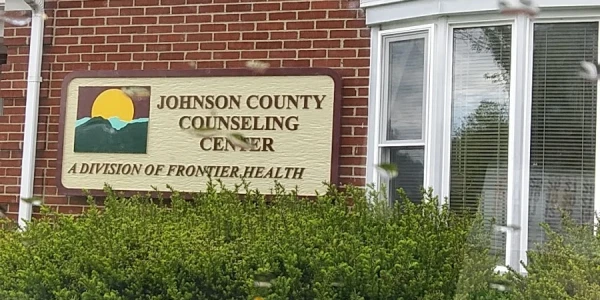 JOHNSON COUNTY
COUNSELING
CENTER
A DIVISION OF FRONTIER HEALTH